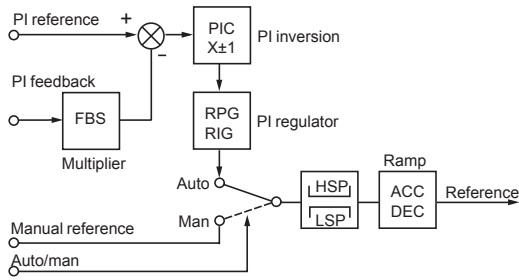 PI reference
+
−
PIC
X±1
PI inversion
PI feedback
FBS
Multiplier
RPG
RIG
PI regulator
Auto
Man
HSP
LSP
Ramp
ACC
DEC
Reference
Manual reference
Auto/man